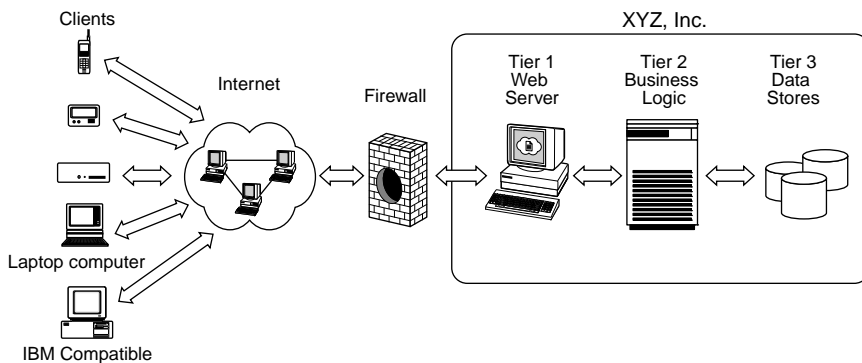 Clients
XYZ, Inc.
Internet
Firewall
Tier 1
Web
Server
Tier 2
Business
Logic
Tier 3
Data
Stores
Laptop computer
IBM Compatible